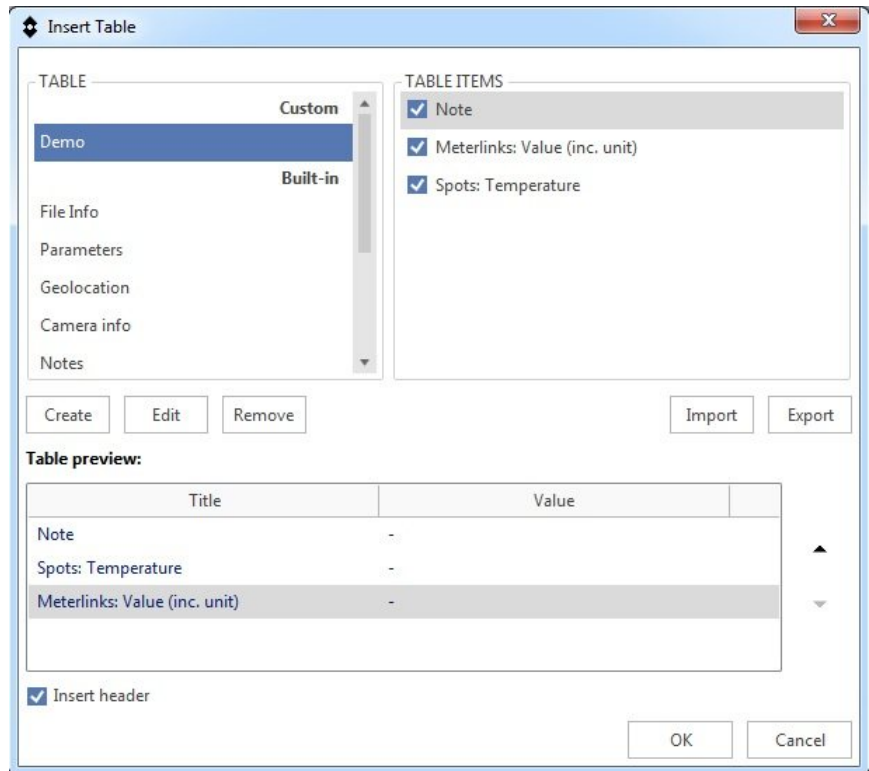 Insert Table
TABLE
Custom
Demo
Built-in
File Info
Parameters
Geolocation
Camera info
Notes
TABLE ITEMS
Note
Meterlinks: Value (inc. unit)
Spots: Temperature
Create Edit Remove Import Export
Table preview:
Title Value
Note -
Spots: Temperature -
Meterlinks: Value (inc. unit) -
Insert header
OK Cancel